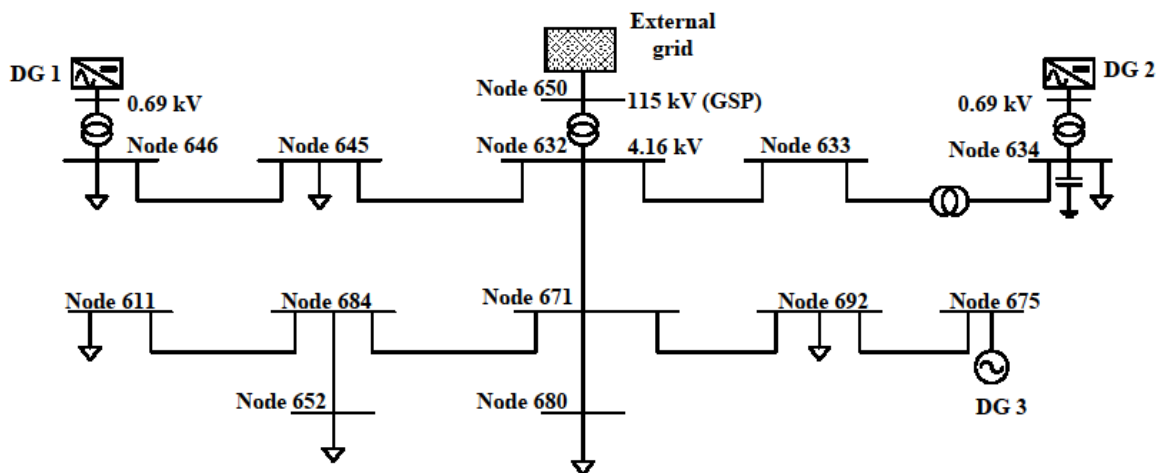 External
grid
DG 1
Node 650
DG 2
0.69 kV
115 kV (GSP)
0.69 kV
Node 646
Node 645
Node 632
4.16 kV
Node 633
Node 634
Node 611
Node 684
Node 671
Node 692
Node 675
Node 652
Node 680
DG 3